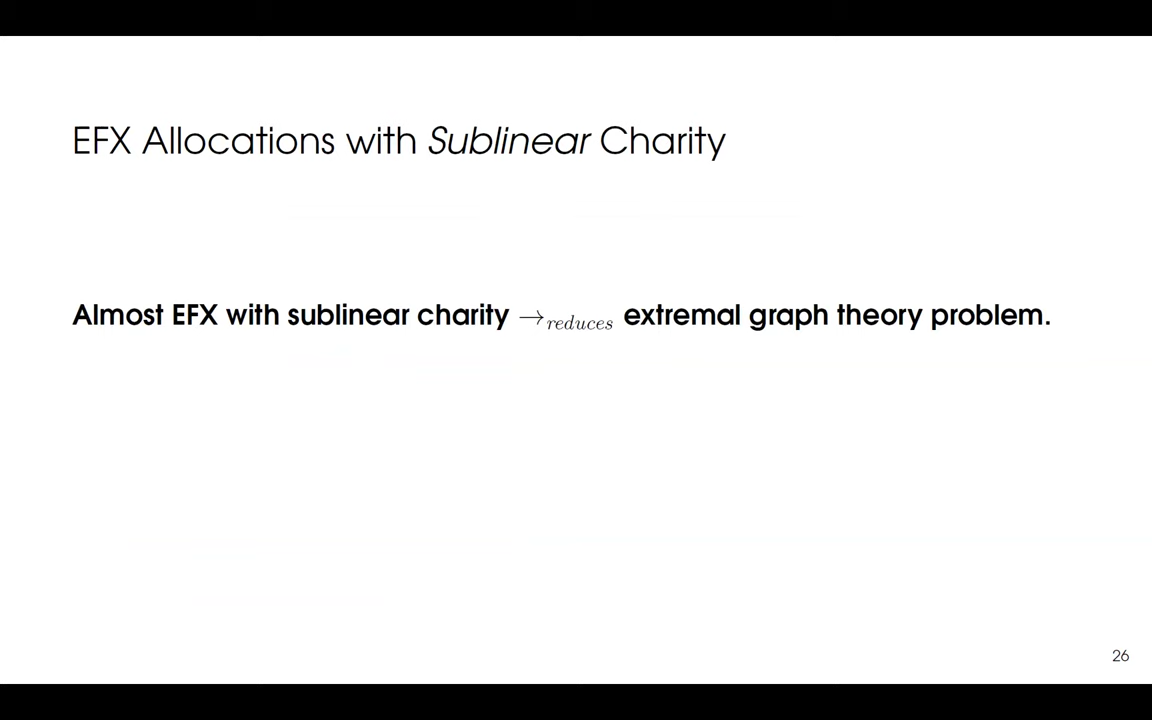 EFX Allocations with Sublinear Charity
Almost EFX with sublinear charity →reduces extremal graph theory problem.
26